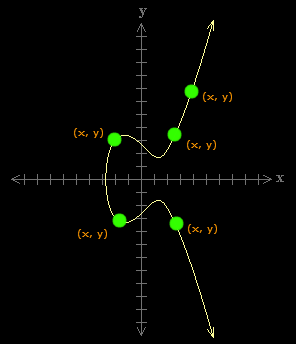 y
(x, y)
(x, y)
(x, y)
x
(x, y)
(x, y)